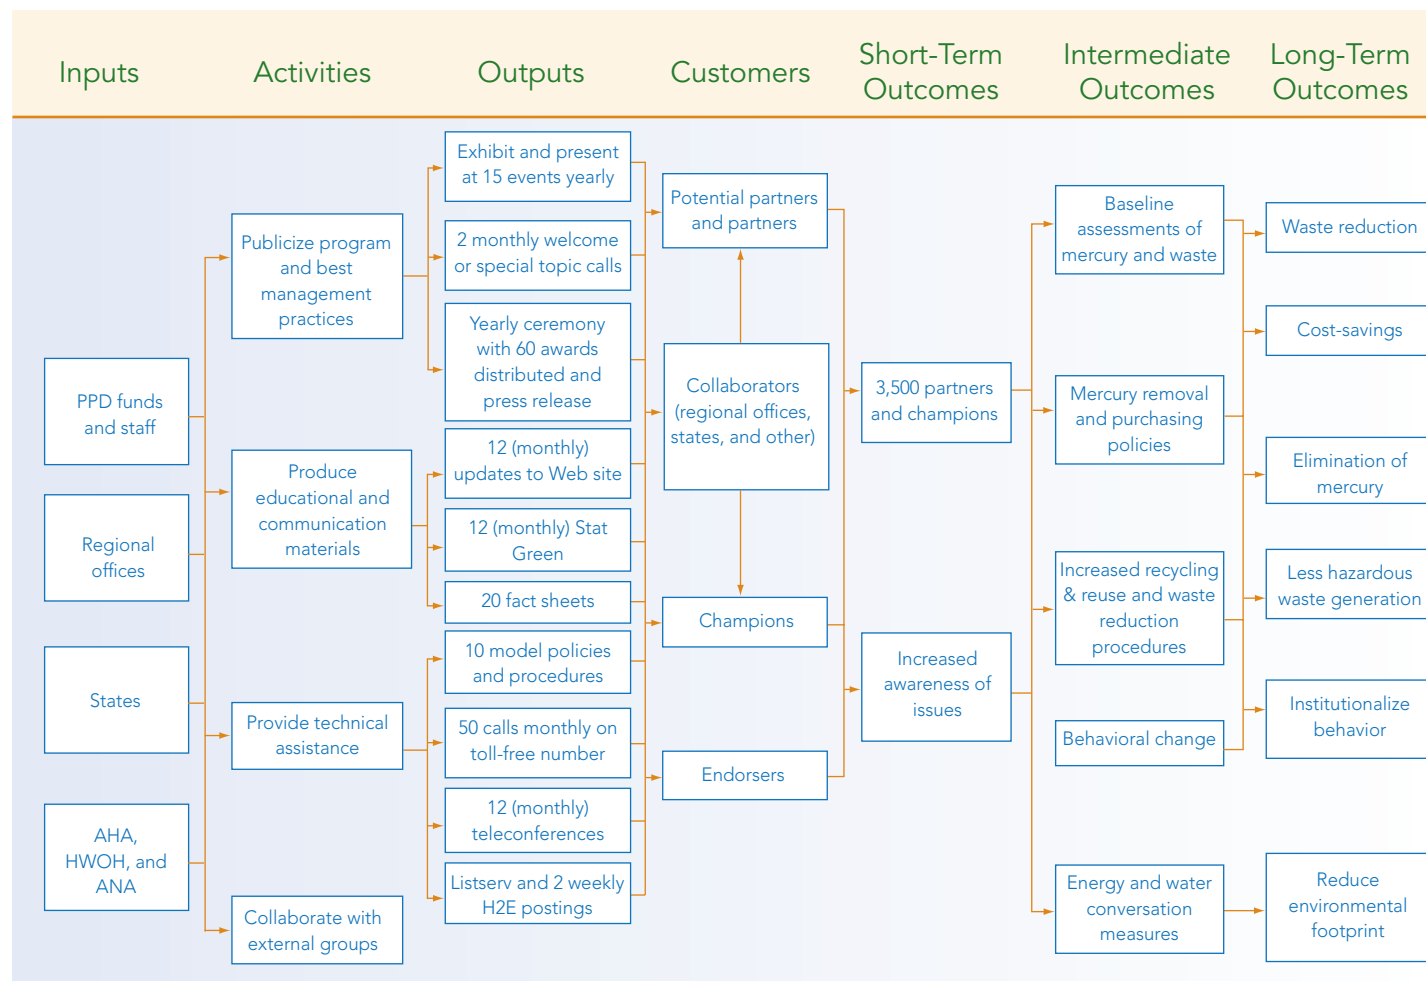 Inputs
Activities
Outputs
Customers
Short-Term
Outcomes
Intermediate
Outcomes
Long-Term
Outcomes
PPD funds
and staff
Regional
offices
States
AHA,
HWOH, and
ANA
Publicize program
and best
management
practices
Produce
educational and
communication
materials
Provide technical
assistance
Collaborate with
external groups
Exhibit and present
at 15 events yearly
2 monthly welcome
or special topic calls
Yearly ceremony
with 60 awards
distributed and
press release
12 (monthly)
updates to Web site
12 (monthly) Stat
Green
20 fact sheets
10 model policies
and procedures
50 calls monthly on
toll-free number
12 (monthly)
teleconferences
Listserv and 2 weekly
H2E postings
Potential partners
and partners
Collaborators
(regional offices,
states, and other)
Champions
Endorsers
3,500 partners
and champions
Increased
awareness of
issues
Baseline
assessments of
mercury and waste
Mercury removal
and purchasing
policies
Increased recycling
& reuse and waste
reduction
procedures
Behavioral change
Energy and water
conversation
measures
Waste reduction
Cost-savings
Elimination of
mercury
Less hazardous
waste generation
Institutionalize
behavior
Reduce
environmental
footprint